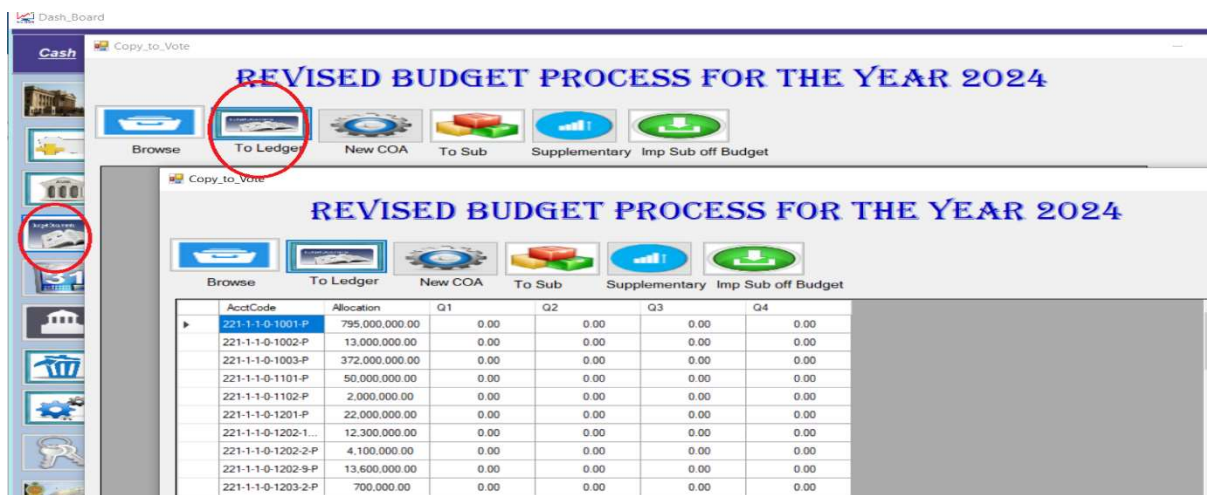 Dash_Board
Cash
Copy_to_Vote
REVISED BUDGET PROCESS FOR THE YEAR 2024
Browse To Ledger New COA To Sub Supplementary Imp Sub off Budget
Copy_to_Vote
REVISED BUDGET PROCESS FOR THE YEAR 2024
Browse To Ledger New COA To Sub Supplementary Imp Sub off Budget
AcctCode Allocation Q1 Q2 Q3 Q4
221-1-1-0-1001-P 795,000,000.00 0.00 0.00 0.00 0.00
221-1-1-0-1002-P 13,000,000.00 0.00 0.00 0.00 0.00
221-1-1-0-1003-P 372,000,000.00 0.00 0.00 0.00 0.00
221-1-1-0-1101-P 50,000,000.00 0.00 0.00 0.00 0.00
221-1-1-0-1102-P 2,000,000.00 0.00 0.00 0.00 0.00
221-1-1-0-1201-P 22,000,000.00 0.00 0.00 0.00 0.00
221-1-1-0-1202-1... 12,300,000.00 0.00 0.00 0.00 0.00
221-1-1-0-1202-2-P 4,100,000.00 0.00 0.00 0.00 0.00
221-1-1-0-1202-9-P 13,600,000.00 0.00 0.00 0.00 0.00
221-1-1-0-1203-2-P 700,000.00 0.00 0.00 0.00 0.00
31